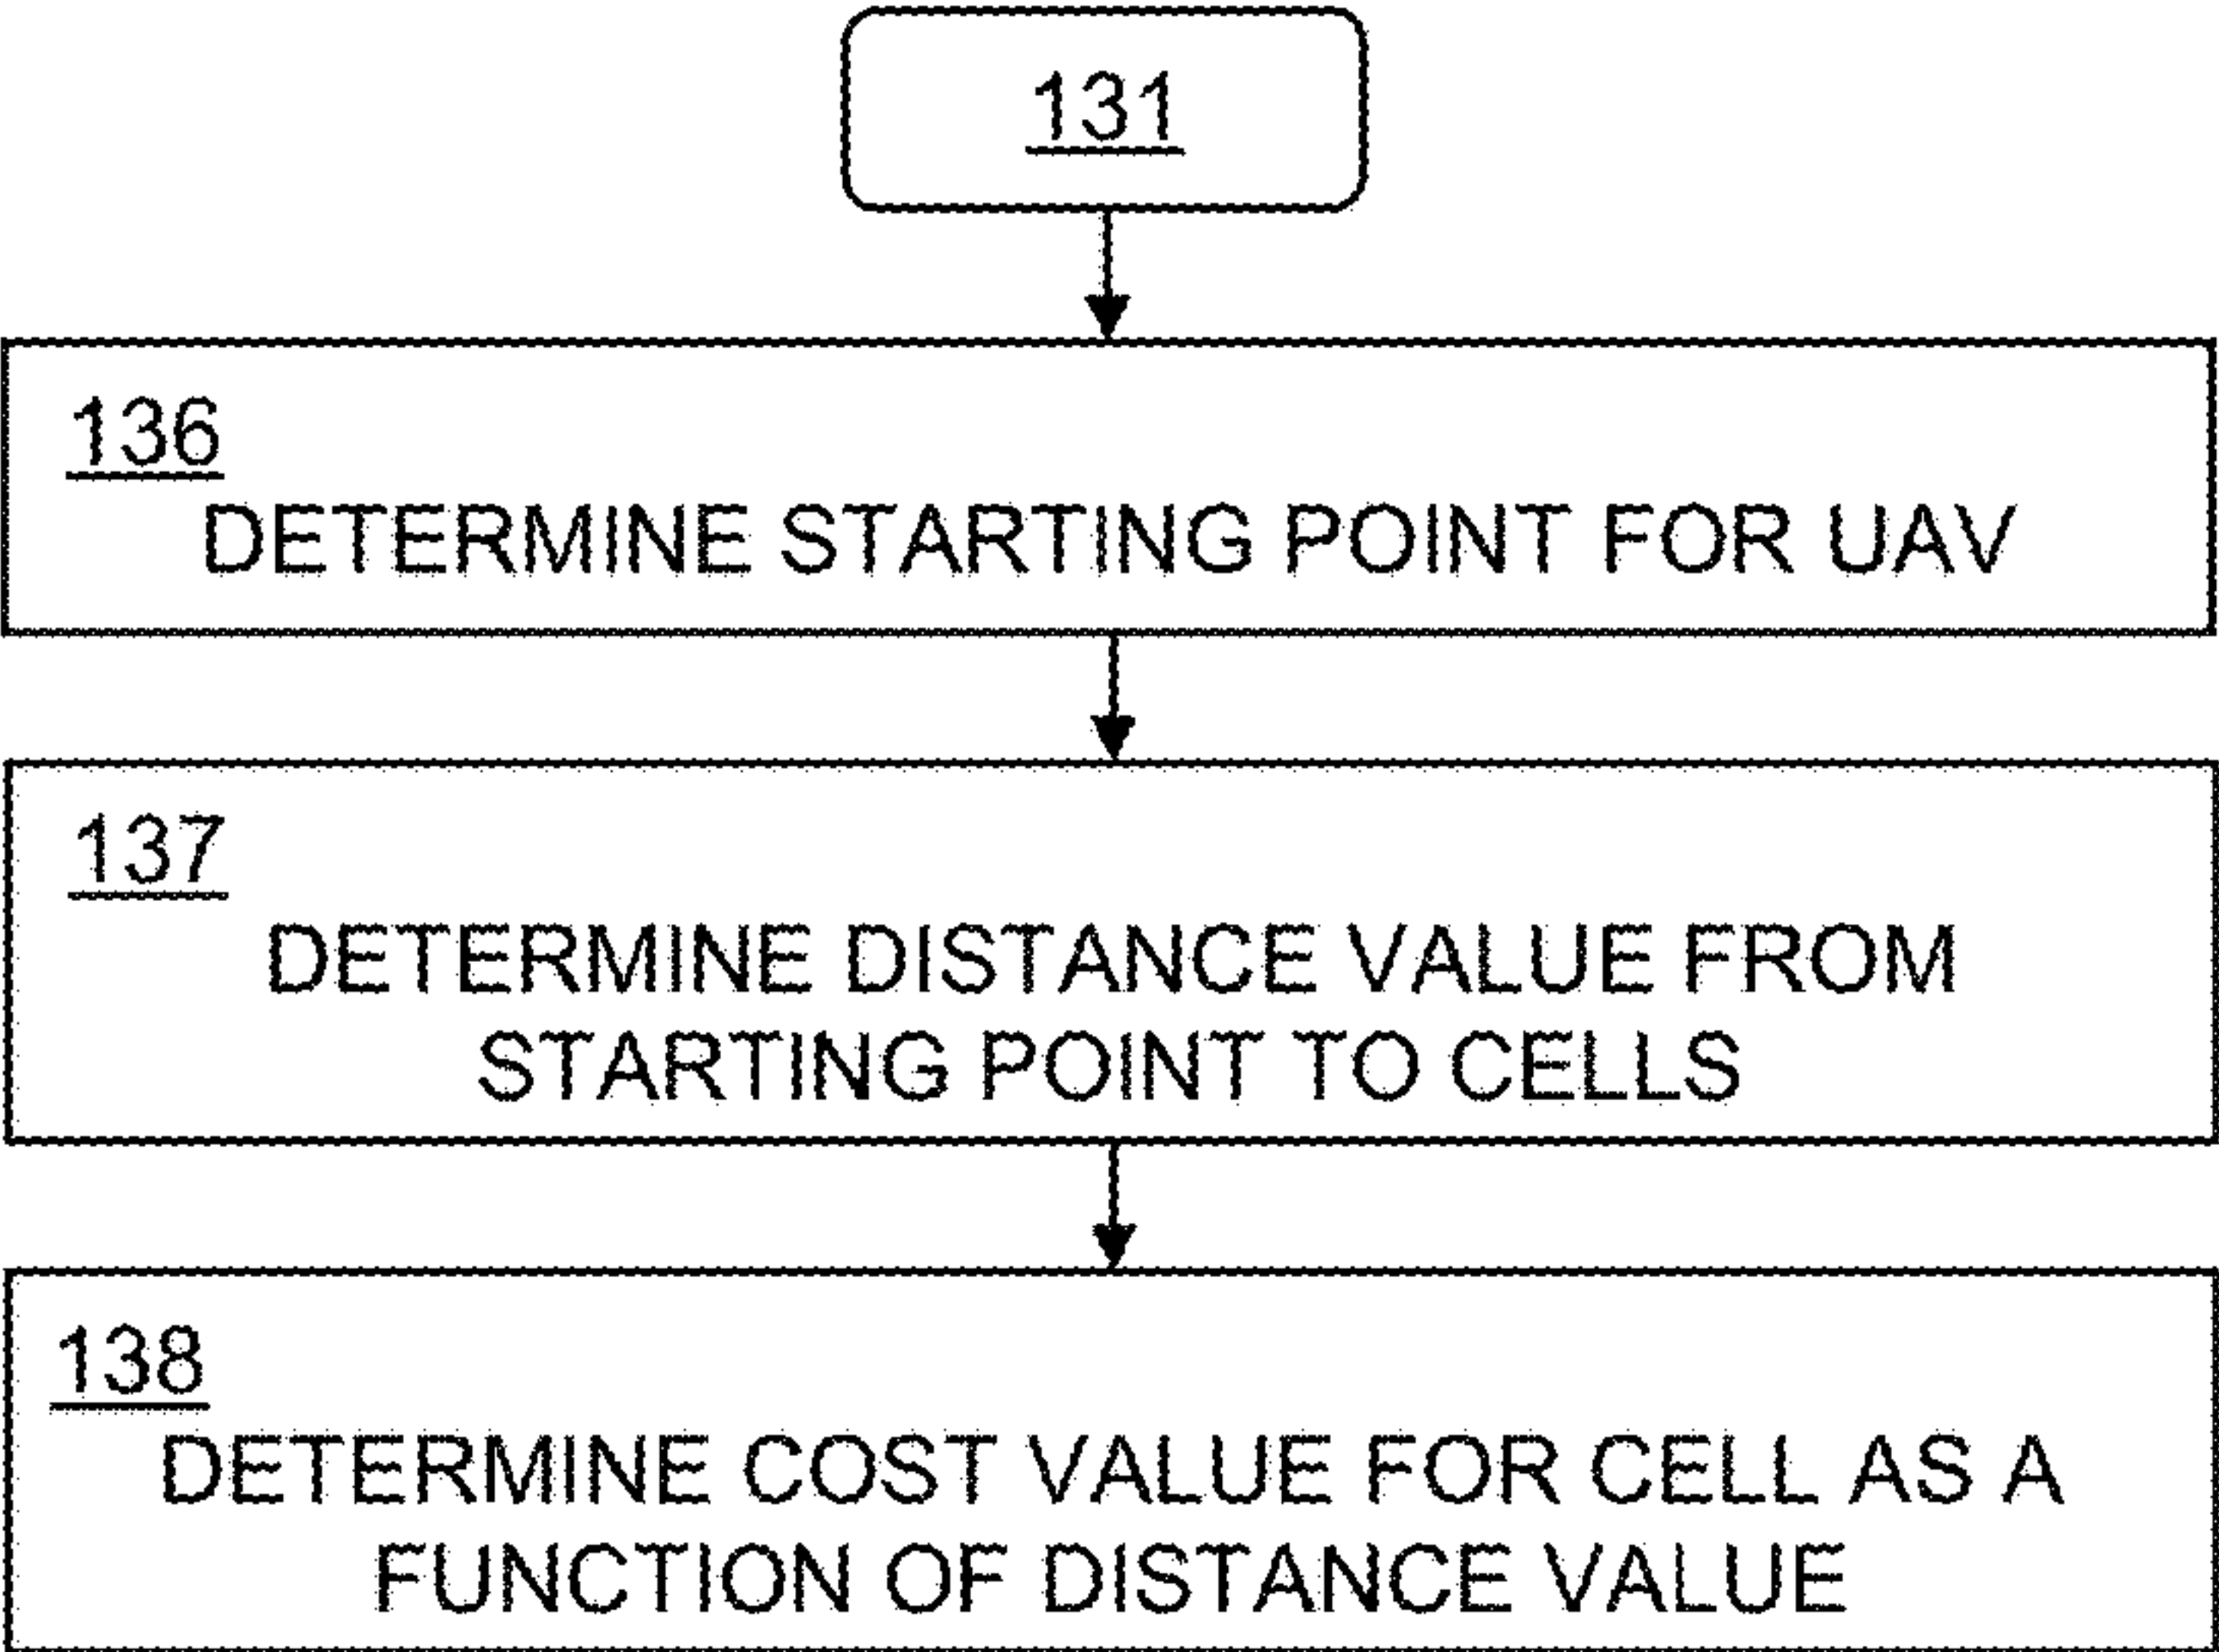 131
136
DETERMINE STARTING POINT FOR UAV
137
DETERMINE DISTANCE VALUE FROM
STARTING POINT TO CELLS
138
DETERMINE COST VALUE FOR CELL AS A
FUNCTION OF DISTANCE VALUE